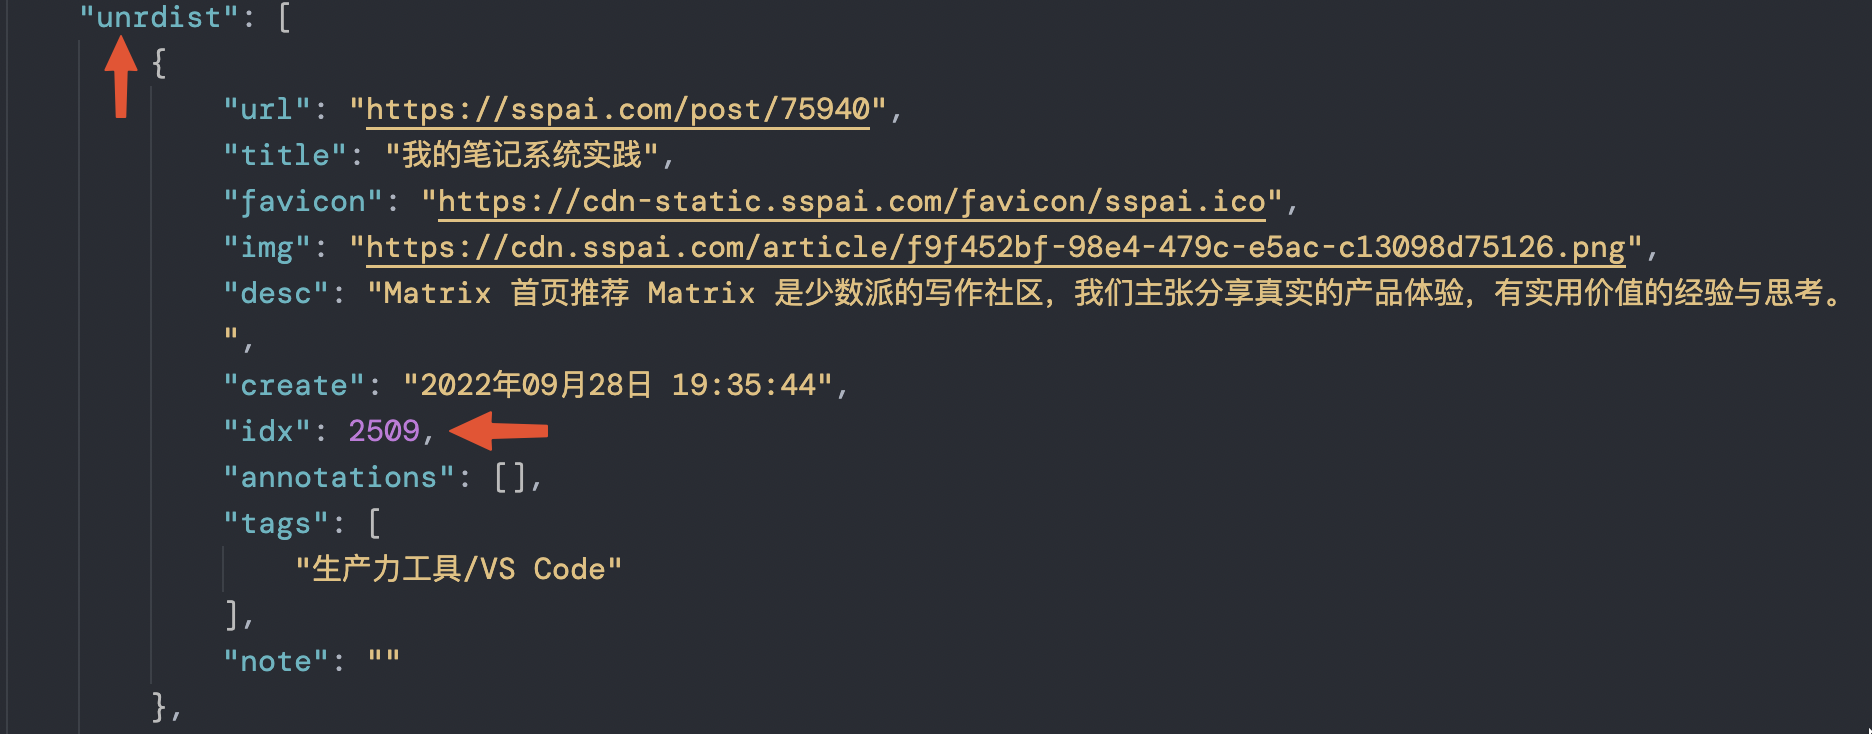 "unrdist": [
{
"url": "https://sspai.com/post/75940",
"title": "我的笔记系统实践",
"favicon": "https://cdn-static.sspai.com/favicon/sspai.ico",
"img": "https://cdn.sspai.com/article/f9f452bf-98e4-479c-e5ac-c13098d75126.png",
"desc": "Matrix 首页推荐 Matrix 是少数派的写作社区，我们主张分享真实的产品体验，有实用价值的经验与思考。
",
"create": "2022年09月28日 19:35:44",
"idx": 2509,
"annotations": [],
"tags": [
"生产力工具/VS Code"
],
"note": ""
},